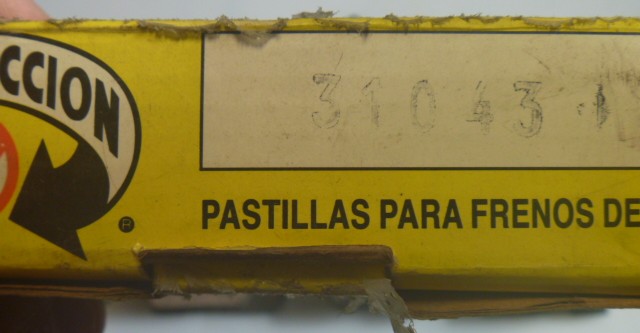 CCION
31043
PASTILLAS PARA FRENOS DE
P